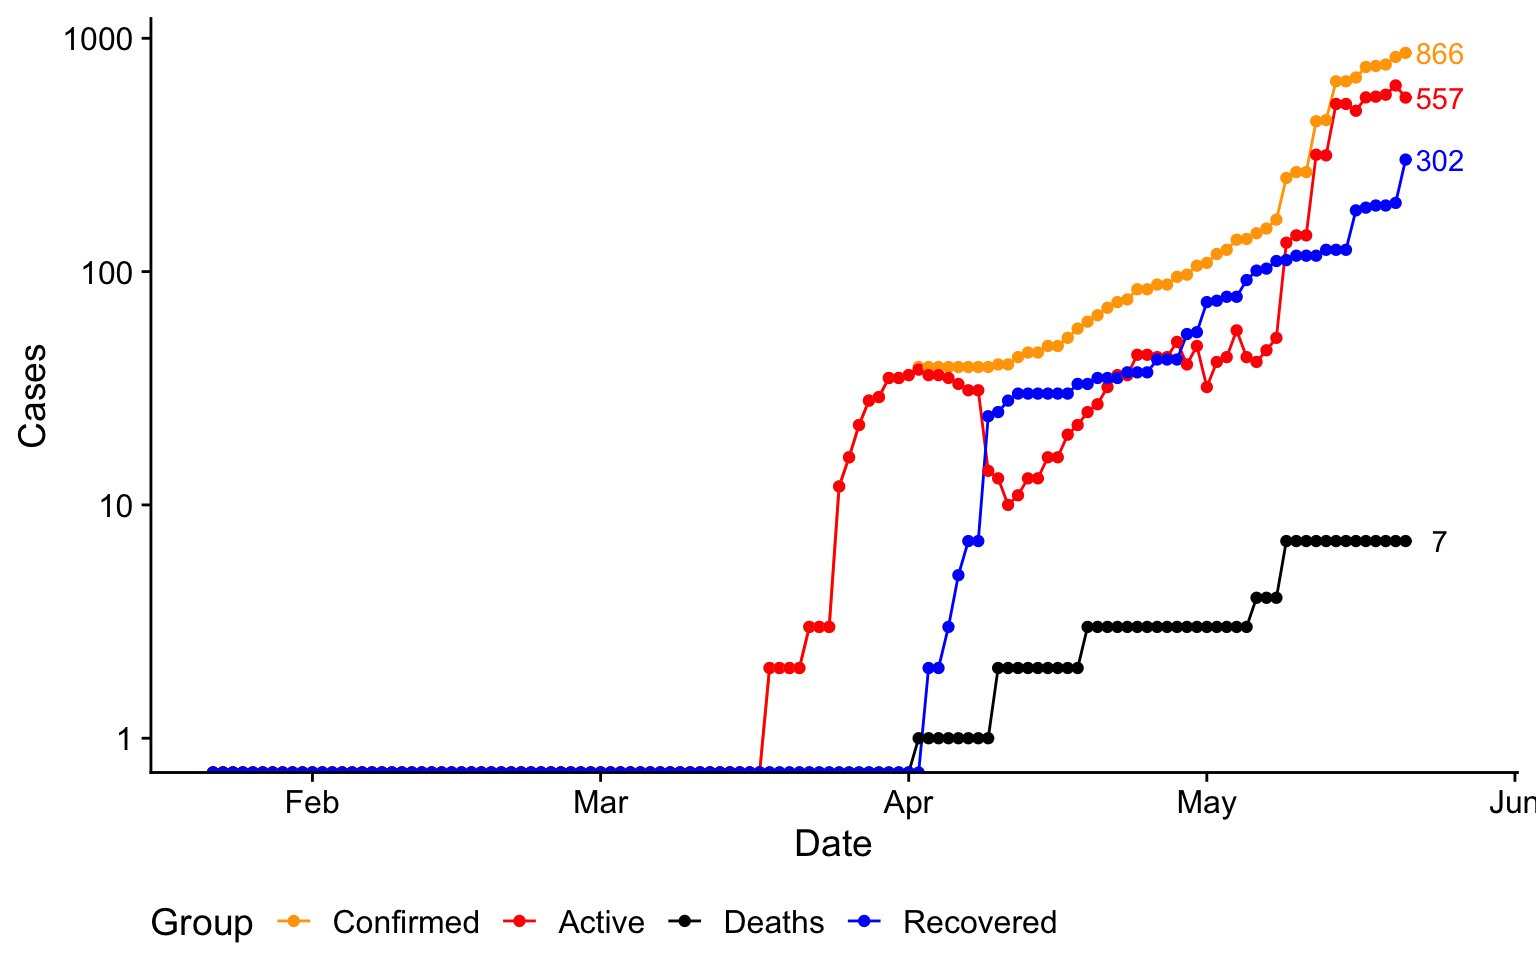 1000
100
10
1
Cases
866
557
302
7
Feb Mar Apr May Jun
Date
Group Confirmed Active Deaths Recovered